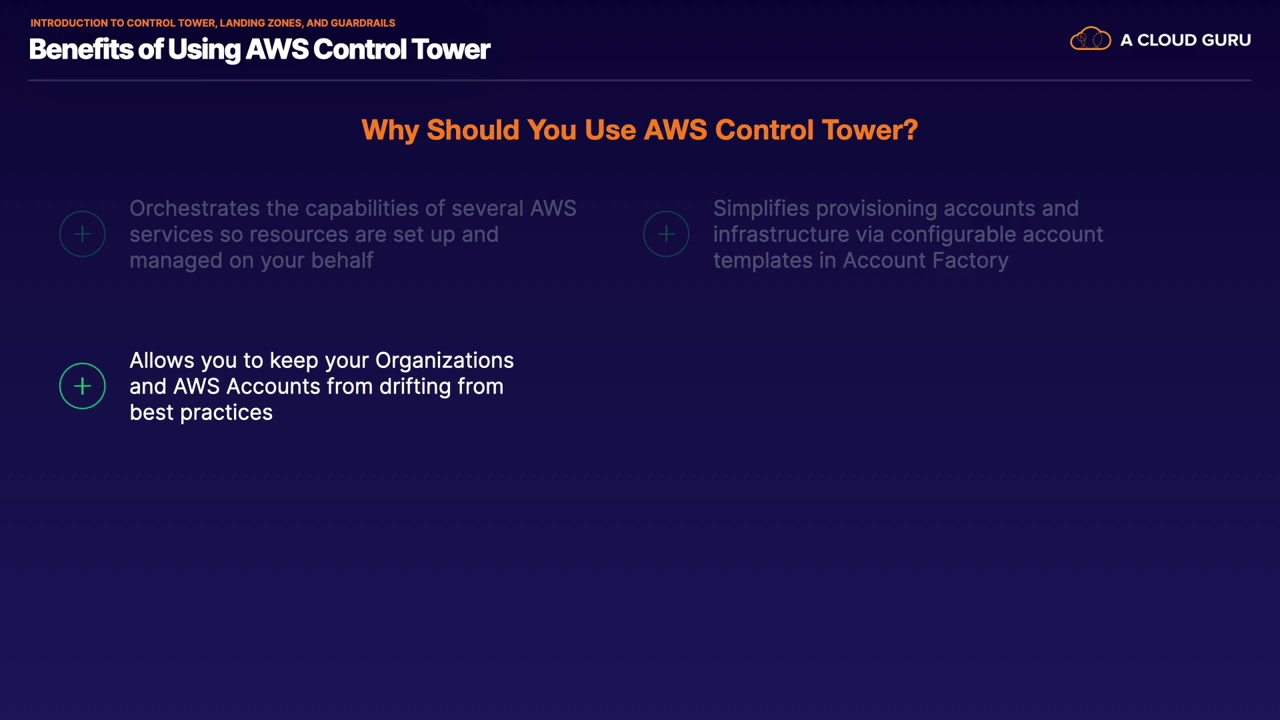 INTRODUCTION TO CONTROL TOWER, LANDING ZONES, AND GUARDRAILS
Benefits of Using AWS Control Tower
A CLOUD GURU
Why Should You Use AWS Control Tower?
Orchestrates the capabilities of several AWS
services so resources are set up and
managed on your behalf
Simplifies provisioning accounts and
infrastructure via configurable account
templates in Account Factory
Allows you to keep your Organizations
and AWS Accounts from drifting from
best practices